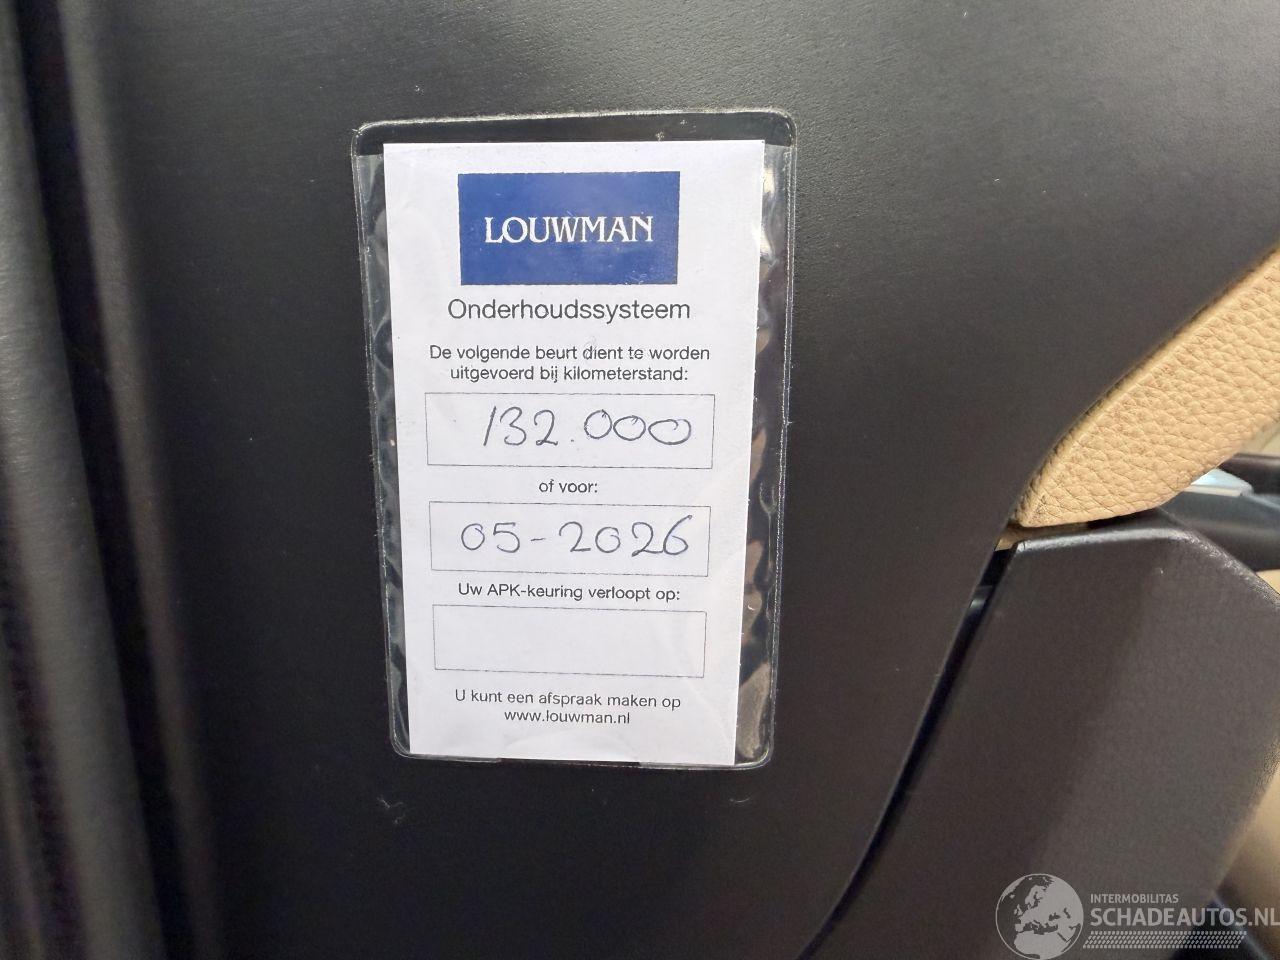 LOUWMAN
Onderhoudssysteem
De volgende beurt dient te worden
uitgevoerd bij kilometerstand:
132.000
of voor:
05-2026
Uw APK-keuring verloopt op:
U kunt een afspraak maken op
www.louwman.nl
INTERMOBILITAS
SCHADEAUTOS.NL